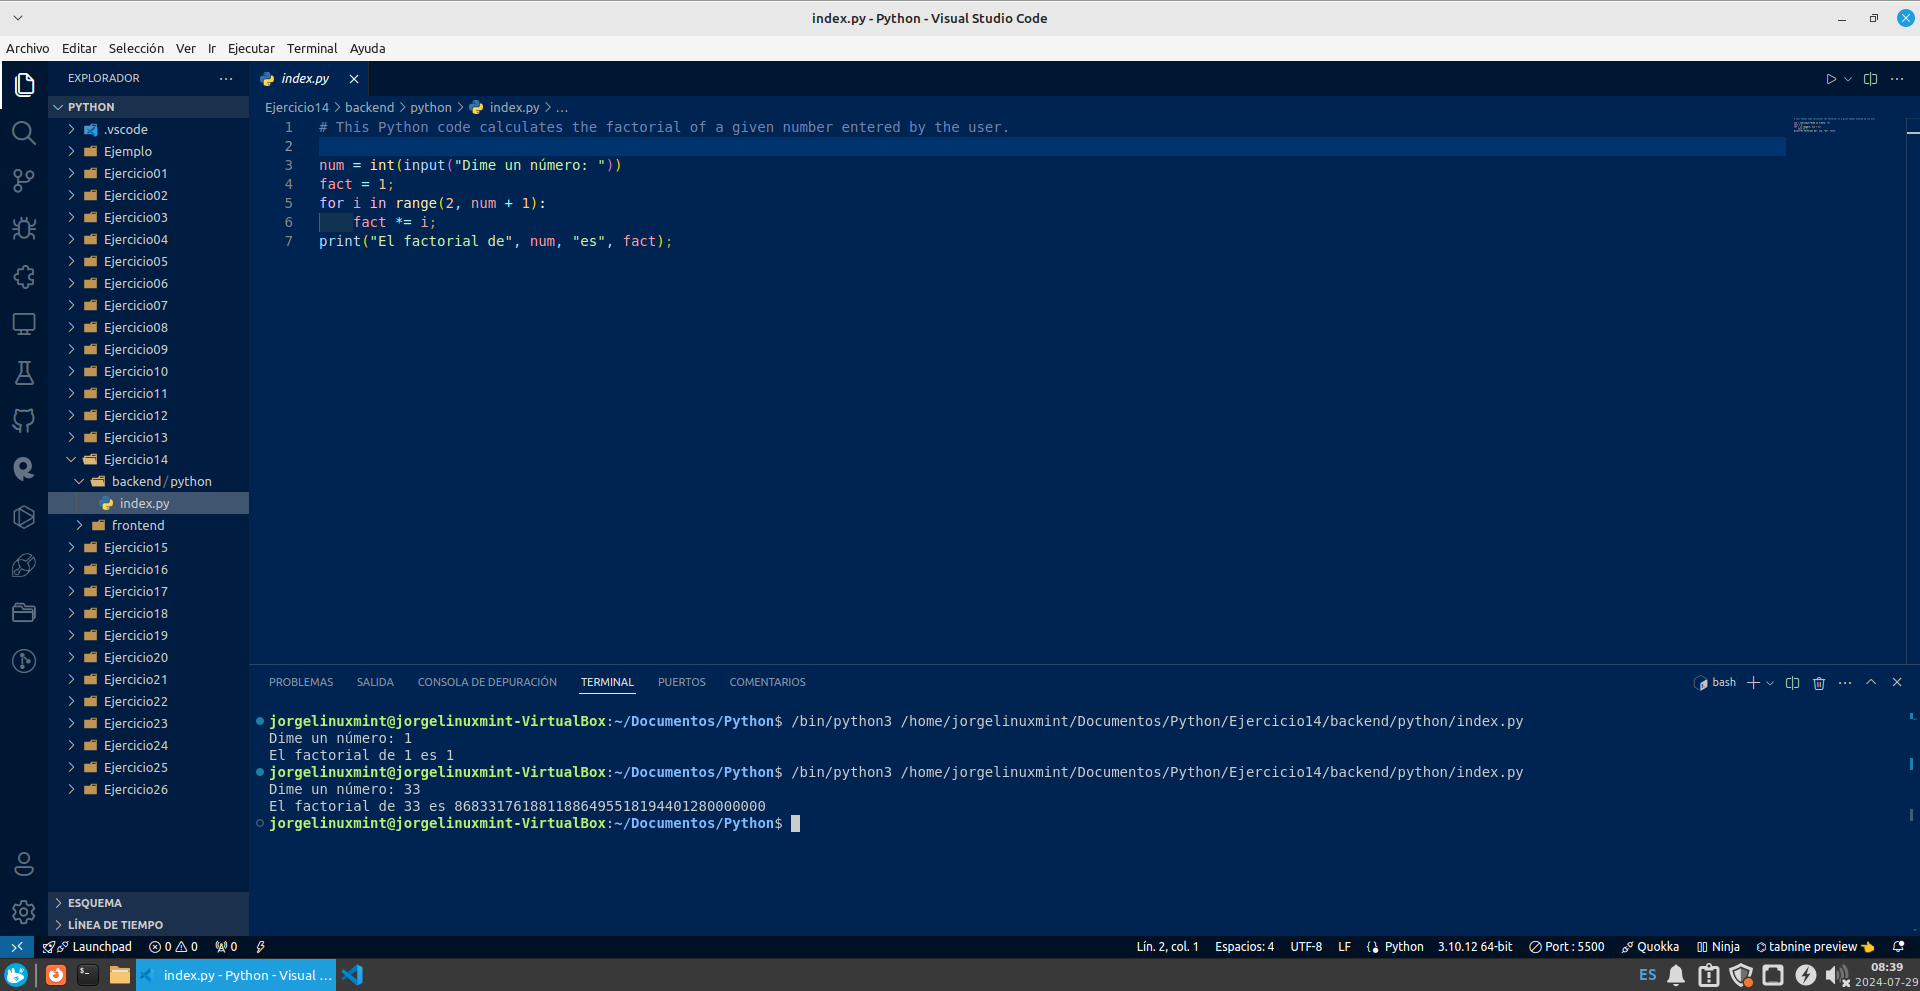 index.py - Python - Visual Studio Code
Archivo Editar Selección Ver Ir Ejecutar Terminal Ayuda
EXPLORADOR
PYTHON
.vscode
Ejemplo
Ejercicio01
Ejercicio02
Ejercicio03
Ejercicio04
Ejercicio05
Ejercicio06
Ejercicio07
Ejercicio08
Ejercicio09
Ejercicio10
Ejercicio11
Ejercicio12
Ejercicio13
Ejercicio14
backend/python
index.py
frontend
Ejercicio15
Ejercicio16
Ejercicio17
Ejercicio18
Ejercicio19
Ejercicio20
Ejercicio21
Ejercicio22
Ejercicio23
Ejercicio24
Ejercicio25
Ejercicio26
ESQUEMA
LÍNEA DE TIEMPO
index.py
Ejercicio14 > backend > python > index.py > ...
1 # This Python code calculates the factorial of a given number entered by the user.
2
3 num = int(input("Dime un número: "))
4 fact = 1;
5 for i in range(2, num + 1):
6     fact *= i;
7 print("El factorial de", num, "es", fact);
PROBLEMAS SALIDA CONSOLA DE DEPURACIÓN TERMINAL PUERTOS COMENTARIOS
bash
jorgelinuxmint@jorgelinuxmint-VirtualBox:~/Documentos/Python$ /bin/python3 /home/jorgelinuxmint/Documentos/Python/Ejercicio14/backend/python/index.py
Dime un número: 1
El factorial de 1 es 1
jorgelinuxmint@jorgelinuxmint-VirtualBox:~/Documentos/Python$ /bin/python3 /home/jorgelinuxmint/Documentos/Python/Ejercicio14/backend/python/index.py
Dime un número: 33
El factorial de 33 es 8683317618811886495518194401280000000
jorgelinuxmint@jorgelinuxmint-VirtualBox:~/Documentos/Python$
Launchpad 0 0 0 Lín. 2, col. 1 Espacios: 4 UTF-8 LF Python 3.10.12 64-bit Port : 5500 Quokka Ninja tabnine preview
index.py - Python - Visual ...
ES
08:39
2024-07-29